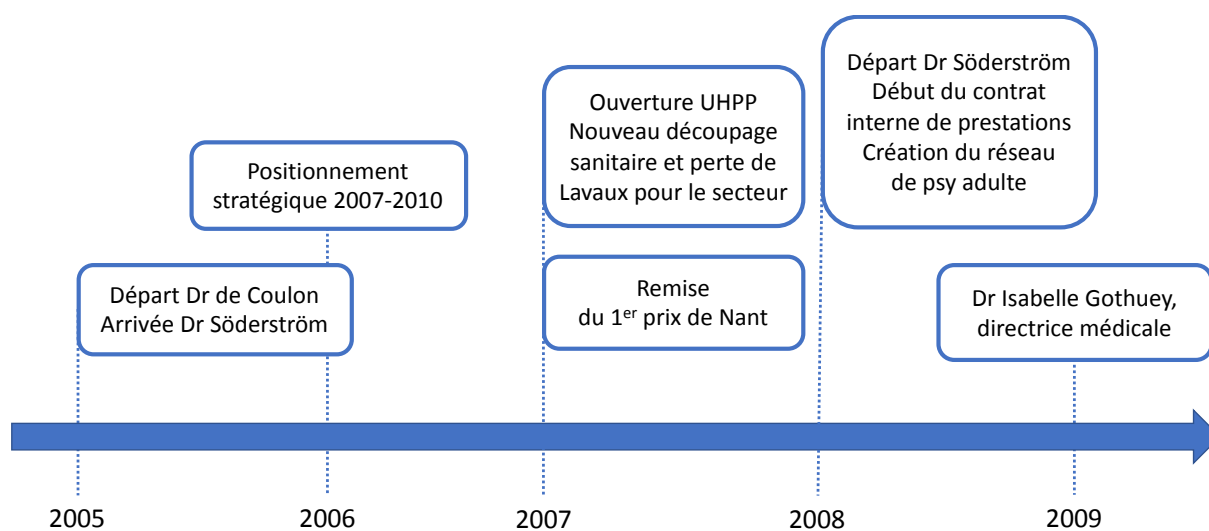 Départ Dr de Coulon
Arrivée Dr Söderström
Positionnement
stratégique 2007-2010
Ouverture UHPP
Nouveau découpage
sanitaire et perte de
Lavaux pour le secteur
Remise
du 1er prix de Nant
Départ Dr Söderström
Début du contrat
interne de prestations
Création du réseau
de psy adulte
Dr Isabelle Gothuey,
directrice médicale
2005
2006
2007
2008
2009